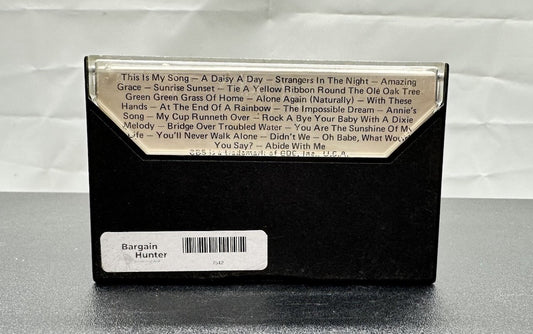 This Is My Song — A Daisy A Day — Strangers In The Night — Amazing
Grace — Sunrise Sunset — Tie A Yellow Ribbon Round The Ole Oak Tree
Green Green Grass Of Home — Alone Again (Naturally) — With These
Hands — At The End Of A Rainbow — The Impossible Dream — Annie's
Song — My Cup Runneth Over — Rock A Bye Your Baby With A Dixie
Melody — Bridge Over Troubled Water — You Are The Sunshine Of My
Life — You'll Never Walk Alone — Didn't We — Oh Babe, What Would
You Say? — Abide With Me
trademark of
Bargain
Hunter